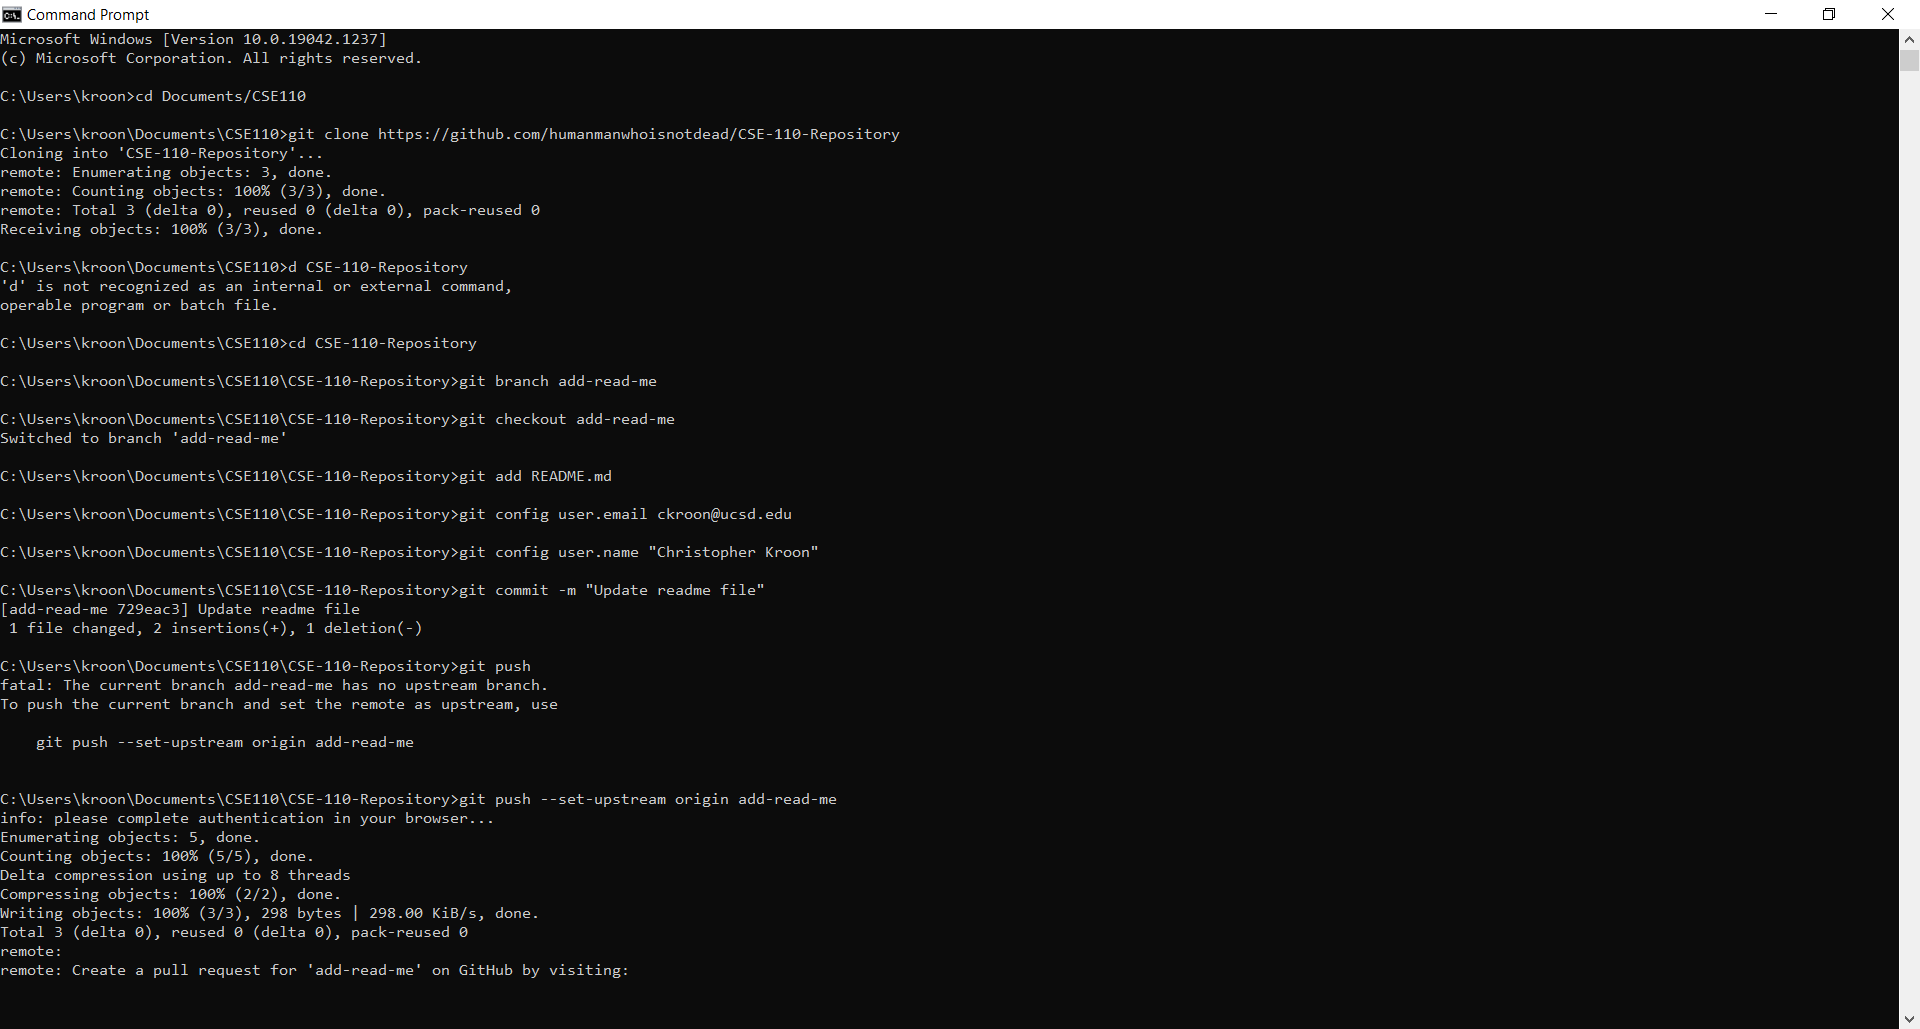 Command Prompt
Microsoft Windows [Version 10.0.19042.1237]
(c) Microsoft Corporation. All rights reserved.
C:\Users\kroon>cd Documents/CSE110
C:\Users\kroon\Documents\CSE110>git clone https://github.com/humanmanwhoisnotdead/CSE-110-Repository
Cloning into 'CSE-110-Repository'...
remote: Enumerating objects: 3, done.
remote: Counting objects: 100% (3/3), done.
remote: Total 3 (delta 0), reused 0 (delta 0), pack-reused 0
Receiving objects: 100% (3/3), done.
C:\Users\kroon\Documents\CSE110>d CSE-110-Repository
'd' is not recognized as an internal or external command,
operable program or batch file.
C:\Users\kroon\Documents\CSE110>cd CSE-110-Repository
C:\Users\kroon\Documents\CSE110\CSE-110-Repository>git branch add-read-me
C:\Users\kroon\Documents\CSE110\CSE-110-Repository>git checkout add-read-me
Switched to branch 'add-read-me'
C:\Users\kroon\Documents\CSE110\CSE-110-Repository>git add README.md
C:\Users\kroon\Documents\CSE110\CSE-110-Repository>git config user.email ckroon@ucsd.edu
C:\Users\kroon\Documents\CSE110\CSE-110-Repository>git config user.name "Christopher Kroon"
C:\Users\kroon\Documents\CSE110\CSE-110-Repository>git commit -m "Update readme file"
[add-read-me 729eac3] Update readme file
 1 file changed, 2 insertions(+), 1 deletion(-)
C:\Users\kroon\Documents\CSE110\CSE-110-Repository>git push
fatal: The current branch add-read-me has no upstream branch.
To push the current branch and set the remote as upstream, use
    git push --set-upstream origin add-read-me
C:\Users\kroon\Documents\CSE110\CSE-110-Repository>git push --set-upstream origin add-read-me
info: please complete authentication in your browser...
Enumerating objects: 5, done.
Counting objects: 100% (5/5), done.
Delta compression using up to 8 threads
Compressing objects: 100% (2/2), done.
Writing objects: 100% (3/3), 298 bytes | 298.00 KiB/s, done.
Total 3 (delta 0), reused 0 (delta 0), pack-reused 0
remote:
remote: Create a pull request for 'add-read-me' on GitHub by visiting: